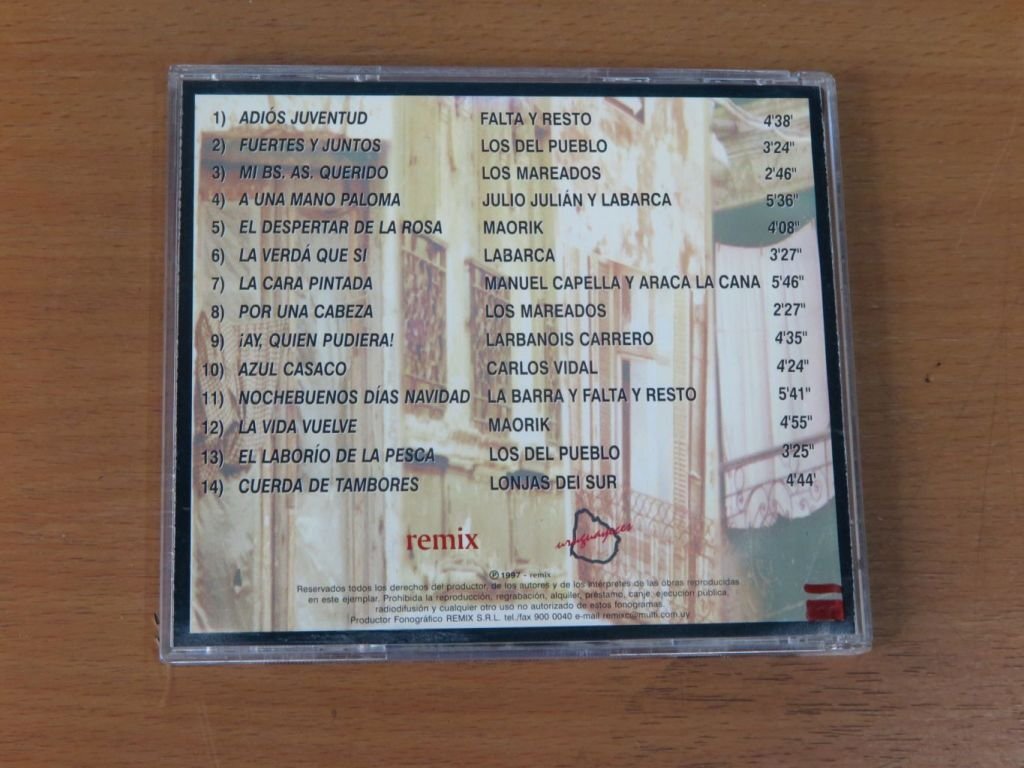 1) ADIÓS JUVENTUD FALTA Y RESTO 4'38'
2) FUERTES Y JUNTOS LOS DEL PUEBLO 3'24"
3) MI BS. AS. QUERIDO LOS MAREADOS 2'46"
4) A UNA MANO PALOMA JULIO JULIÁN Y LABARCA 5'36"
5) EL DESPERTAR DE LA ROSA MAORIK 4'08"
6) LA VERDÁ QUE SI LABARCA 3'27"
7) LA CARA PINTADA MANUEL CAPELLA Y ARACA LA CANA 5'46"
8) POR UNA CABEZA LOS MAREADOS 2'27"
9) ¡AY, QUIEN PUDIERA! LARBANOIS CARRERO 4'35"
10) AZUL CASACO CARLOS VIDAL 4'24"
11) NOCHEBUENOS DÍAS NAVIDAD LA BARRA Y FALTA Y RESTO 5'41"
12) LA VIDA VUELVE MAORIK 4'55"
13) EL LABORÍO DE LA PESCA LOS DEL PUEBLO 3'25"
14) CUERDA DE TAMBORES LONJAS DEI SUR 4'44'
remix uruguayeces
℗ 1997 - remix
Reservados todos los derechos del productor, de los autores y de los intérpretes de las obras reproducidas
en este ejemplar. Prohibida la reproducción, regrabación, alquiler, préstamo, canje, ejecución pública,
radiodifusión y cualquier otro uso no autorizado de estos fonogramas.
Productor Fonográfico REMIX S.R.L. tel./fax 900 0040 e-mail remixc@multi.com.uy